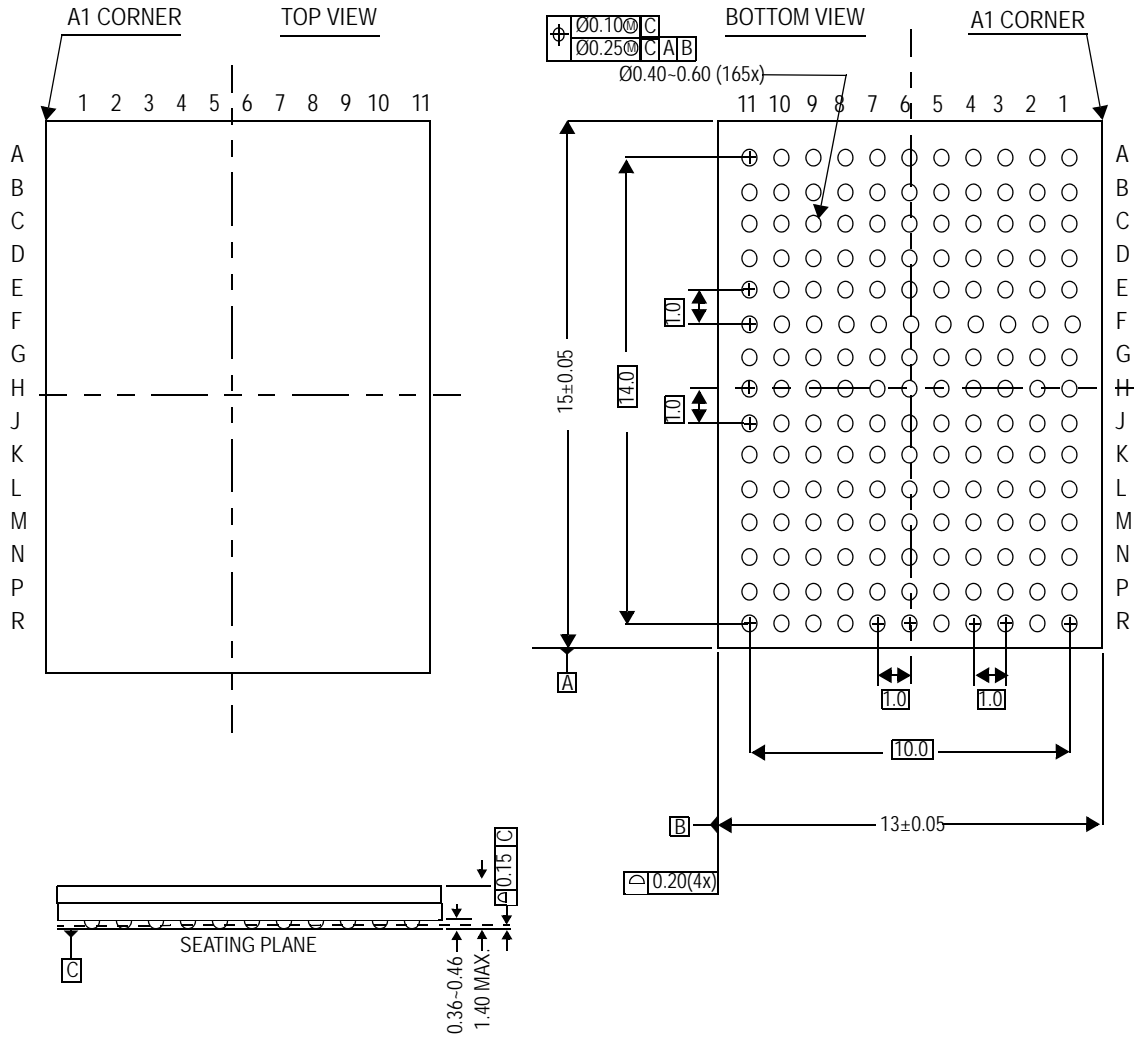 A1 CORNER
TOP VIEW
1 2 3 4 5 6 7 8 9 10 11
A
B
C
D
E
F
G
H
J
K
L
M
N
P
R
Ø0.10Ⓜ C
Ø0.25Ⓜ C A B
Ø0.40~0.60 (165x)
BOTTOM VIEW
A1 CORNER
11 10 9 8 7 6 5 4 3 2 1
A
B
C
D
E
F
G
H
J
K
L
M
N
P
R
15±0.05
14.0
1.0
1.0
A
1.0
1.0
10.0
B
13±0.05
0.20(4x)
0.15 C
SEATING PLANE
C
0.36~0.46
1.40 MAX.